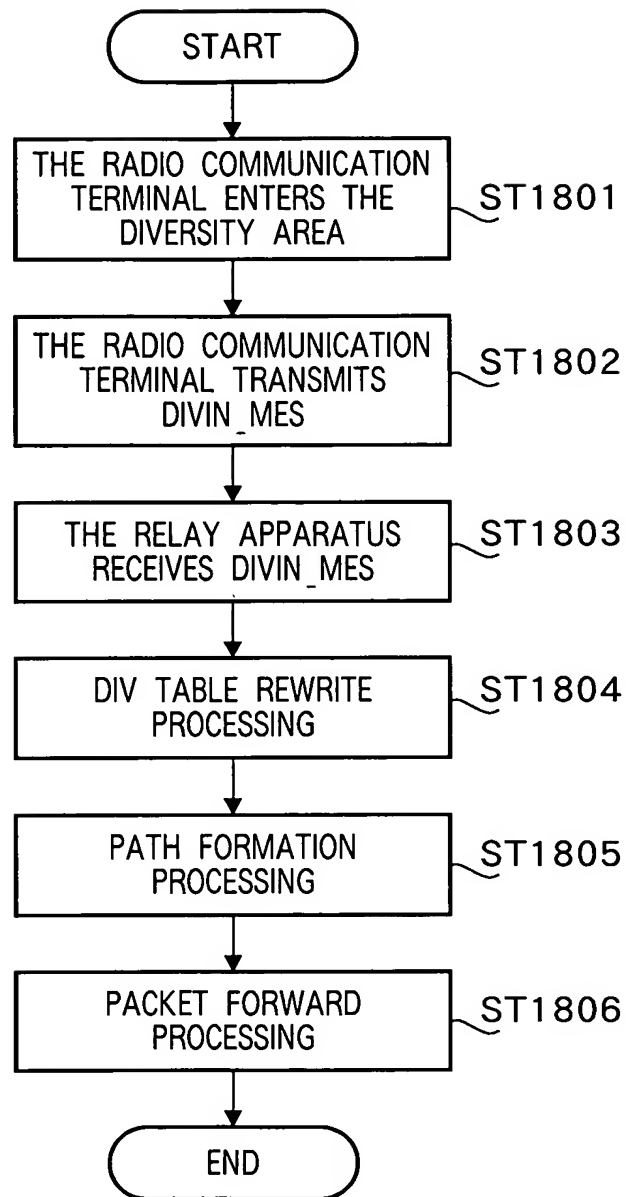 START
THE RADIO COMMUNICATION
TERMINAL ENTERS THE
DIVERSITY AREA
ST1801
THE RADIO COMMUNICATION
TERMINAL TRANSMITS
DIVIN_MES
ST1802
THE RELAY APPARATUS
RECEIVES DIVIN_MES
ST1803
DIV TABLE REWRITE
PROCESSING
ST1804
PATH FORMATION
PROCESSING
ST1805
PACKET FORWARD
PROCESSING
ST1806
END